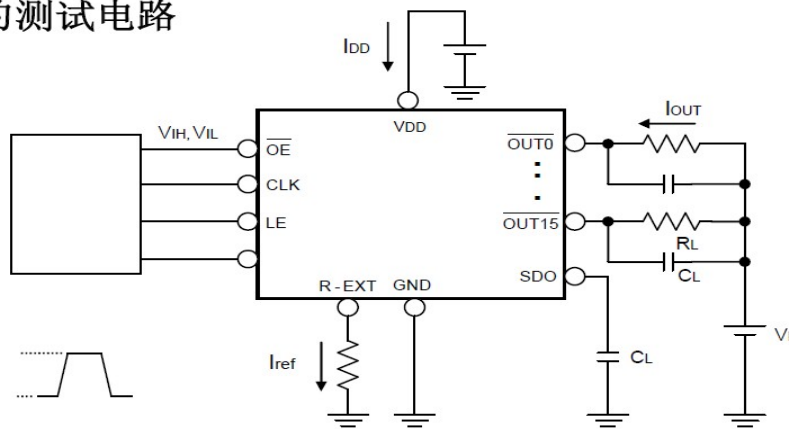 的测试电路
IDD
VIH, VIL
VDD
IOUT
OE
OUT0
CLK
LE
OUT15
RL
CL
SDO
R-EXT
GND
Iref
CL